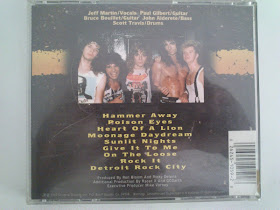 Jeff Martin/Vocals Paul Gilbert/Guitar
Bruce Bouillet/Guitar John Alderete/Bass
Scott Travis/Drums
Hammer Away
Poison Eyes
Heart Of A Lion
Moonage Daydream
Sunlit Nights
Give It To Me
On The Loose
Rock It
Detroit Rock City